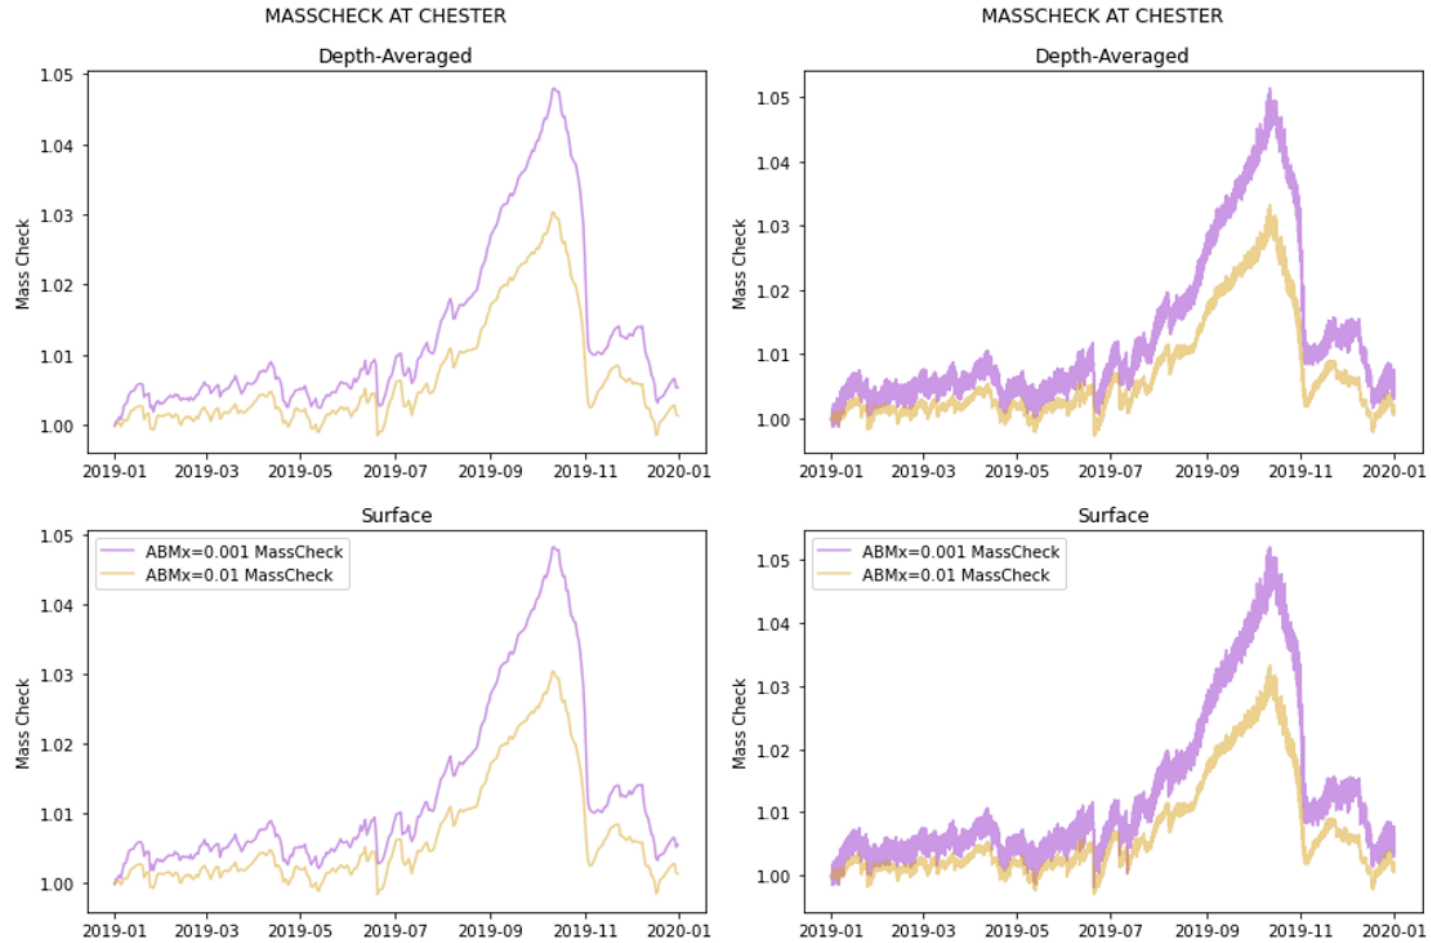 MASSCHECK AT CHESTER
Depth-Averaged
1.05
1.04
1.03
1.02
1.01
1.00
Mass Check
2019-01 2019-03 2019-05 2019-07 2019-09 2019-11 2020-01
MASSCHECK AT CHESTER
Depth-Averaged
1.05
1.04
1.03
1.02
1.01
1.00
Mass Check
2019-01 2019-03 2019-05 2019-07 2019-09 2019-11 2020-01
Surface
ABMx=0.001 MassCheck
ABMx=0.01 MassCheck
1.05
1.04
1.03
1.02
1.01
1.00
Mass Check
2019-01 2019-03 2019-05 2019-07 2019-09 2019-11 2020-01
Surface
ABMx=0.001 MassCheck
ABMx=0.01 MassCheck
1.05
1.04
1.03
1.02
1.01
1.00
Mass Check
2019-01 2019-03 2019-05 2019-07 2019-09 2019-11 2020-01